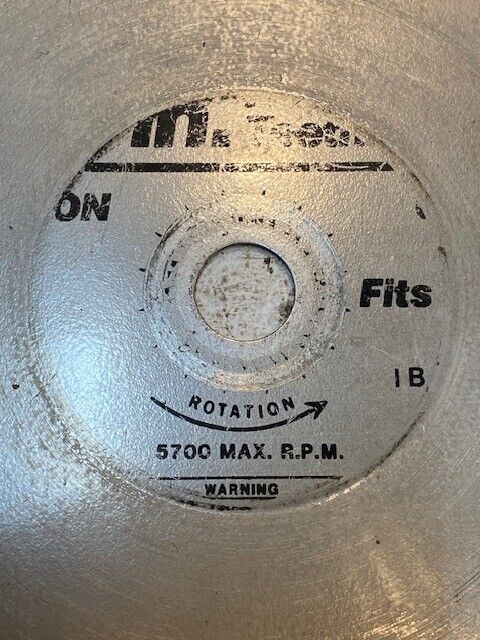 m.
ON
Fits
1B
ROTATION
5700 MAX. R.P.M.
WARNING